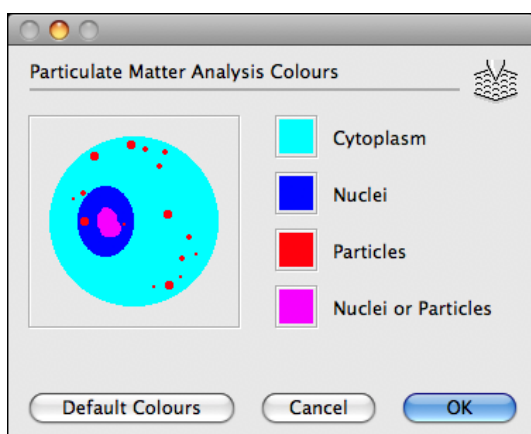 Particulate Matter Analysis Colours
Cytoplasm
Nuclei
Particles
Nuclei or Particles
Default Colours
Cancel
OK